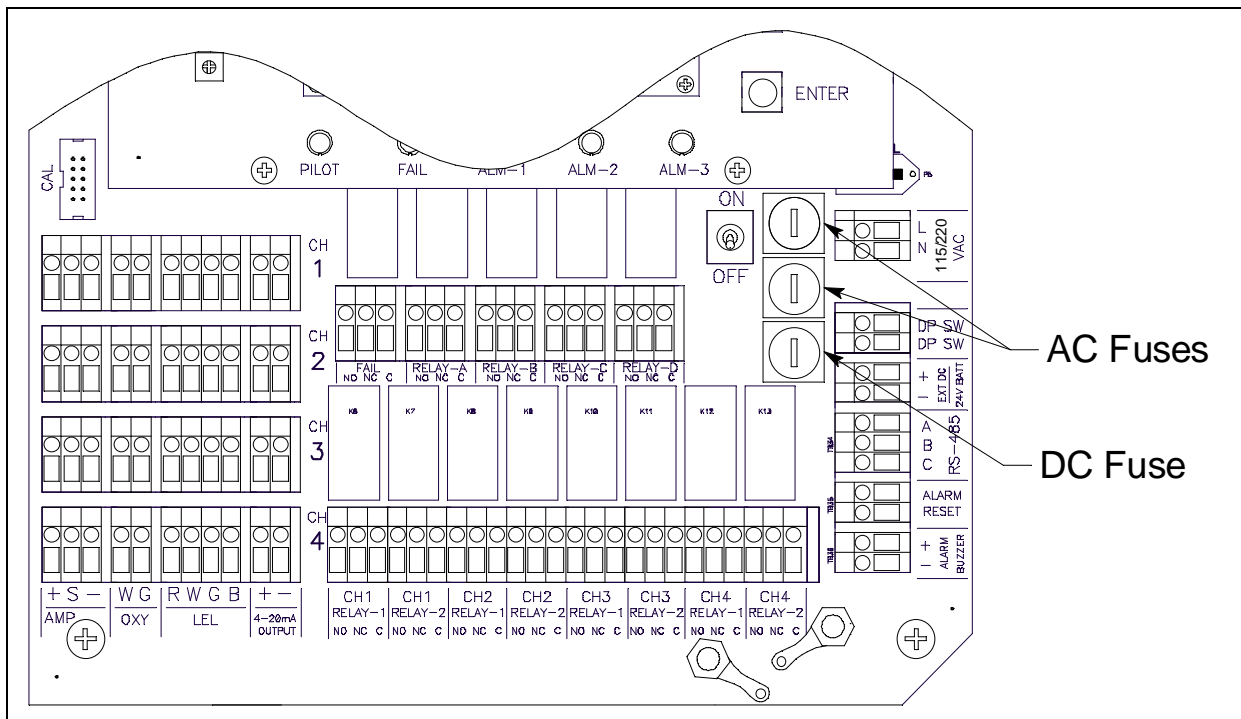 ENTER
PILOT FAIL ALM-1 ALM-2 ALM-3
CAL
ON
OFF
L
N
115/220
VAC
CH
1
CH
2
CH
3
CH
4
DP SW
DP SW
+
-
EXT DC
24V BATT
A
B
C
RS-485
ALARM
RESET
+
-
ALARM
BUZZER
FAIL RELAY-A RELAY-B RELAY-C RELAY-D
NO NC C NO NC C NO NC C NO NC C NO NC C
K6 K7 K8 K9 K10 K11 K12 K13
+ S - W G R W G B + -
AMP OXY LEL 4-20mA
OUTPUT
CH1 CH1 CH2 CH2 CH3 CH3 CH4 CH4
RELAY-1 RELAY-2 RELAY-1 RELAY-2 RELAY-1 RELAY-2 RELAY-1 RELAY-2
NO NC C NO NC C NO NC C NO NC C NO NC C NO NC C NO NC C NO NC C
AC Fuses
DC Fuse